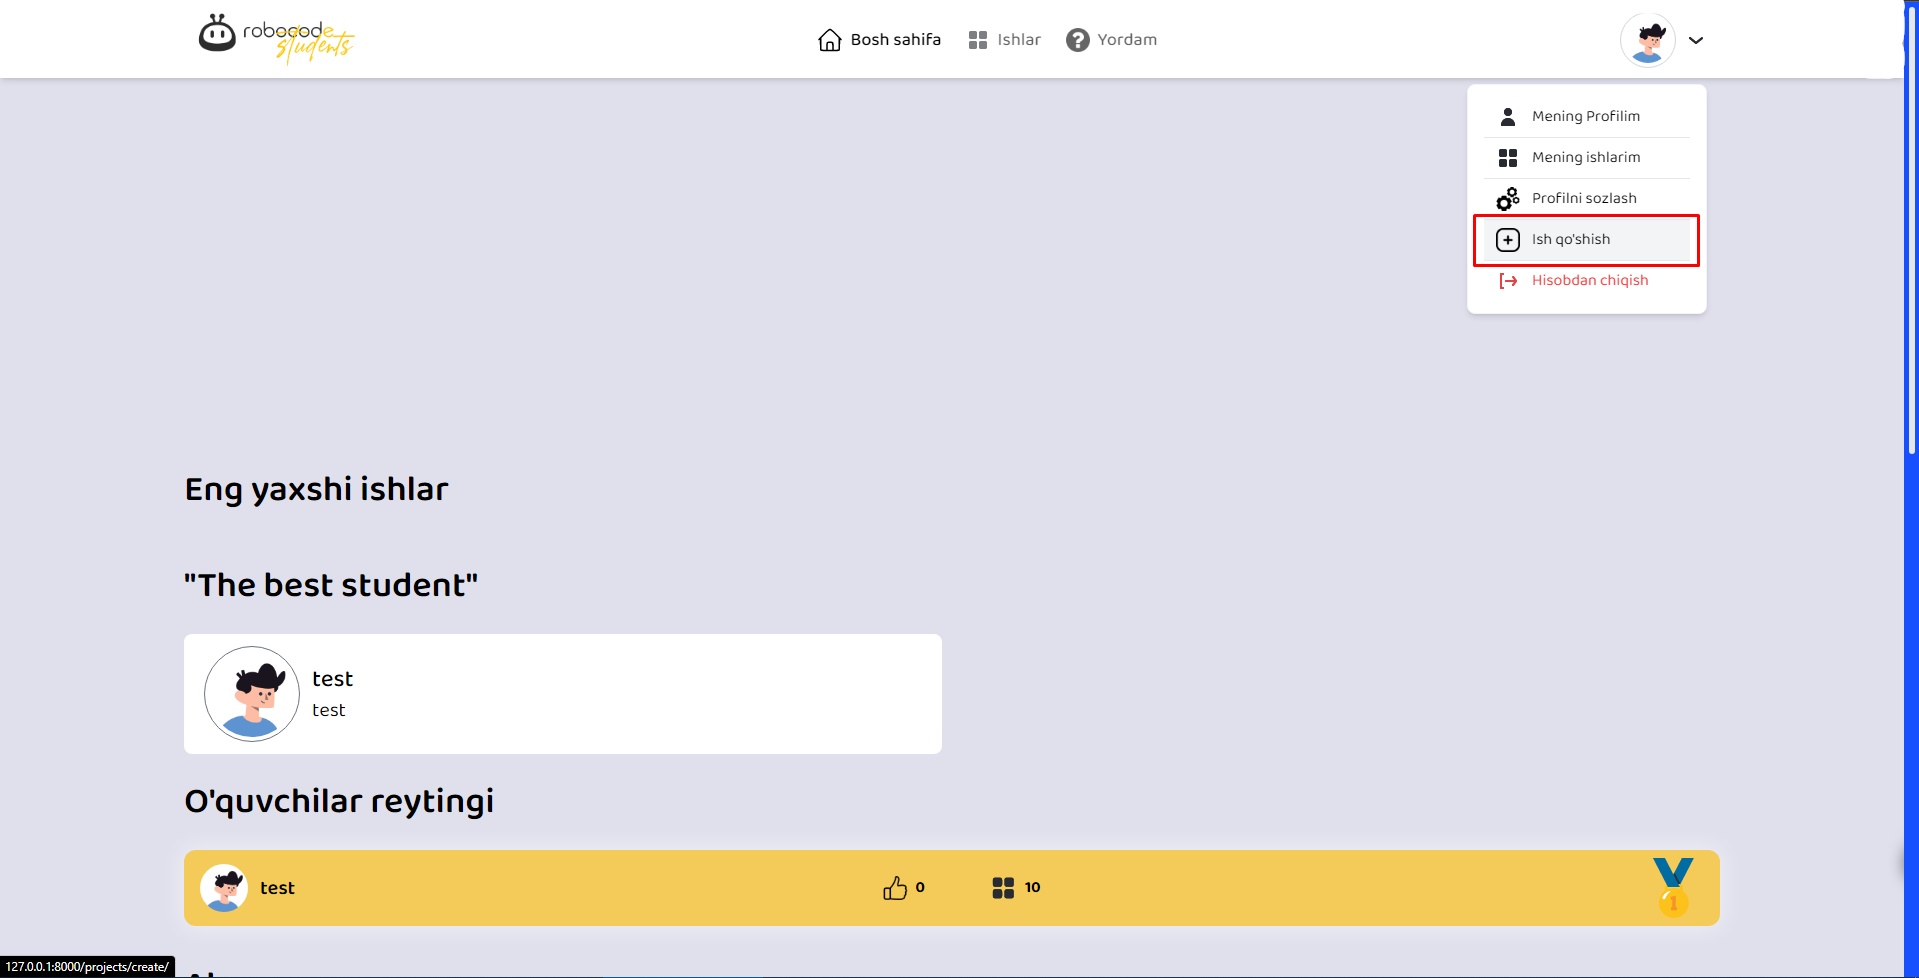 robocode
students
Bosh sahifa
Ishlar
Yordam
Mening Profilim
Mening ishlarim
Profilni sozlash
Ish qo'shish
Hisobdan chiqish
Eng yaxshi ishlar
"The best student"
test
test
O'quvchilar reytingi
test 0 10 1
127.0.0.1:8000/projects/create/